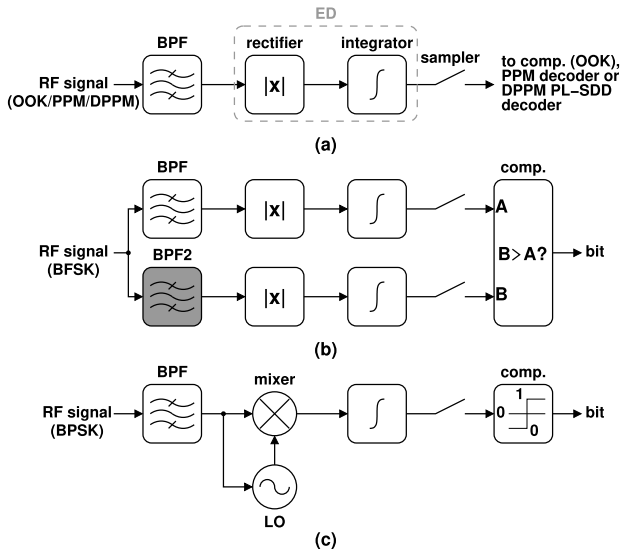 ED
BPF
rectifier
integrator
sampler
RF signal
(OOK/PPM/DPPM)
|x|
∫
to comp. (OOK),
PPM decoder or
DPPM PL-SDD
decoder
(a)
BPF
comp.
|x|
∫
A
RF signal
(BFSK)
BPF2
B>A?
bit
|x|
∫
B
(b)
BPF
mixer
comp.
RF signal
(BPSK)
∫
1
0
0
bit
LO
(c)